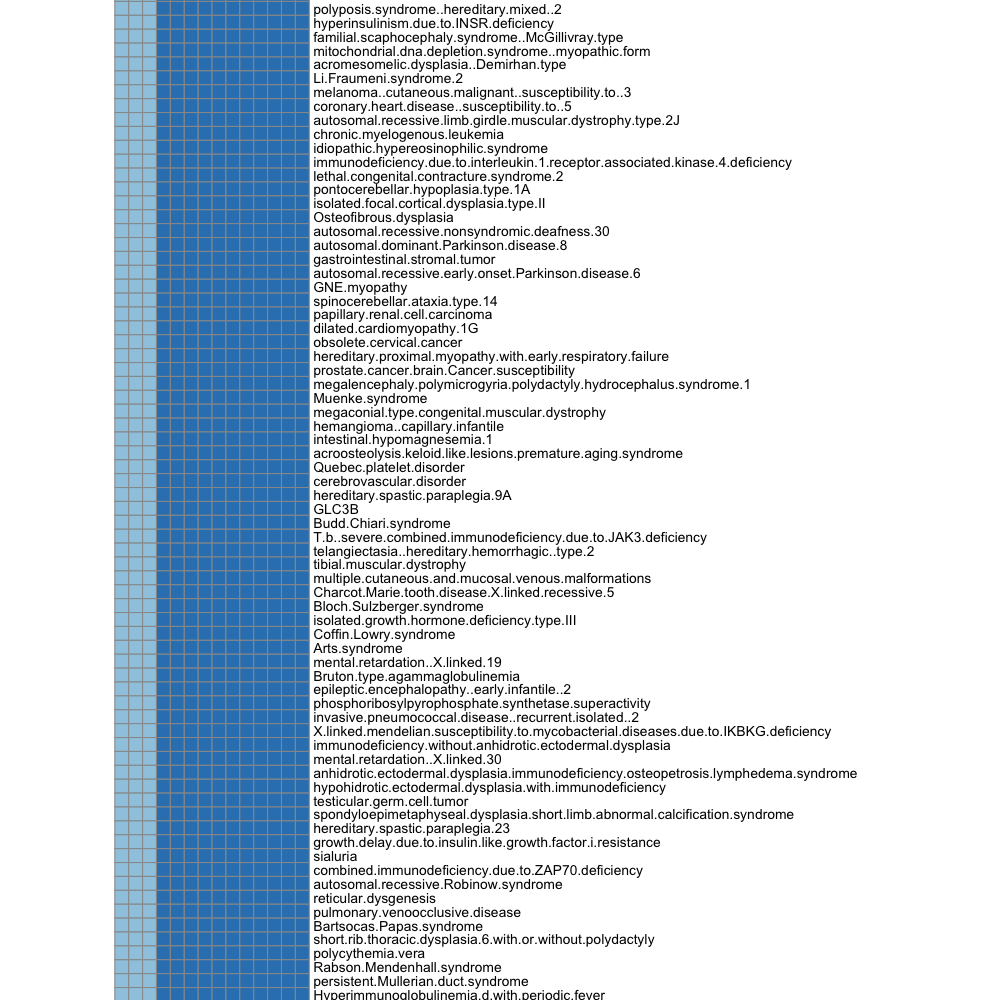 polyposis.syndrome..hereditary.mixed..2
hyperinsulinism.due.to.INSR.deficiency
familial.scaphocephaly.syndrome..McGillivray.type
mitochondrial.dna.depletion.syndrome..myopathic.form
acromesomelic.dysplasia..Demirhan.type
Li.Fraumeni.syndrome.2
melanoma..cutaneous.malignant..susceptibility.to..3
coronary.heart.disease..susceptibility.to..5
autosomal.recessive.limb.girdle.muscular.dystrophy.type.2J
chronic.myelogenous.leukemia
idiopathic.hypereosinophilic.syndrome
immunodeficiency.due.to.interleukin.1.receptor.associated.kinase.4.deficiency
lethal.congenital.contracture.syndrome.2
pontocerebellar.hypoplasia.type.1A
isolated.focal.cortical.dysplasia.type.II
Osteofibrous.dysplasia
autosomal.recessive.nonsyndromic.deafness.30
autosomal.dominant.Parkinson.disease.8
gastrointestinal.stromal.tumor
autosomal.recessive.early.onset.Parkinson.disease.6
GNE.myopathy
spinocerebellar.ataxia.type.14
papillary.renal.cell.carcinoma
dilated.cardiomyopathy.1G
obsolete.cervical.cancer
hereditary.proximal.myopathy.with.early.respiratory.failure
prostate.cancer.brain.Cancer.susceptibility
megalencephaly.polymicrogyria.polydactyly.hydrocephalus.syndrome.1
Muenke.syndrome
megaconial.type.congenital.muscular.dystrophy
hemangioma..capillary.infantile
intestinal.hypomagnesemia.1
acroosteolysis.keloid.like.lesions.premature.aging.syndrome
Quebec.platelet.disorder
cerebrovascular.disorder
hereditary.spastic.paraplegia.9A
GLC3B
Budd.Chiari.syndrome
T.b..severe.combined.immunodeficiency.due.to.JAK3.deficiency
telangiectasia..hereditary.hemorrhagic..type.2
tibial.muscular.dystrophy
multiple.cutaneous.and.mucosal.venous.malformations
Charcot.Marie.tooth.disease.X.linked.recessive.5
Bloch.Sulzberger.syndrome
isolated.growth.hormone.deficiency.type.III
Coffin.Lowry.syndrome
Arts.syndrome
mental.retardation..X.linked.19
Bruton.type.agammaglobulinemia
epileptic.encephalopathy..early.infantile..2
phosphoribosylpyrophosphate.synthetase.superactivity
invasive.pneumococcal.disease..recurrent.isolated..2
X.linked.mendelian.susceptibility.to.mycobacterial.diseases.due.to.IKBKG.deficiency
immunodeficiency.without.anhidrotic.ectodermal.dysplasia
mental.retardation..X.linked.30
anhidrotic.ectodermal.dysplasia.immunodeficiency.osteopetrosis.lymphedema.syndrome
hypohidrotic.ectodermal.dysplasia.with.immunodeficiency
testicular.germ.cell.tumor
spondyloepimetaphyseal.dysplasia.short.limb.abnormal.calcification.syndrome
hereditary.spastic.paraplegia.23
growth.delay.due.to.insulin.like.growth.factor.i.resistance
sialuria
combined.immunodeficiency.due.to.ZAP70.deficiency
autosomal.recessive.Robinow.syndrome
reticular.dysgenesis
pulmonary.venoocclusive.disease
Bartsocas.Papas.syndrome
short.rib.thoracic.dysplasia.6.with.or.without.polydactyly
polycythemia.vera
Rabson.Mendenhall.syndrome
persistent.Mullerian.duct.syndrome
Hyperimmunoglobulinemia.d.with.periodic.fever